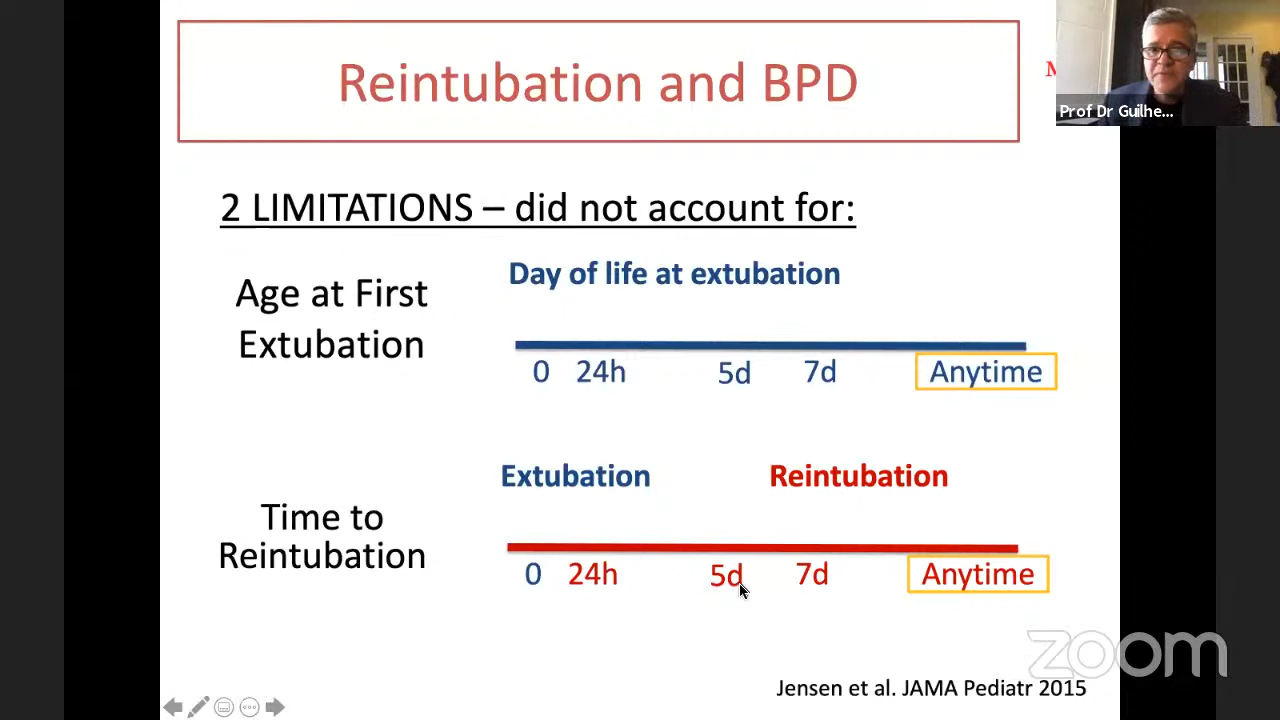 Reintubation and BPD
M
Prof Dr Guilhe...
2 LIMITATIONS – did not account for:
Age at First
Extubation
Day of life at extubation
0 24h 5d 7d Anytime
Extubation Reintubation
Time to
Reintubation
0 24h 5d 7d Anytime
zoom
Jensen et al. JAMA Pediatr 2015